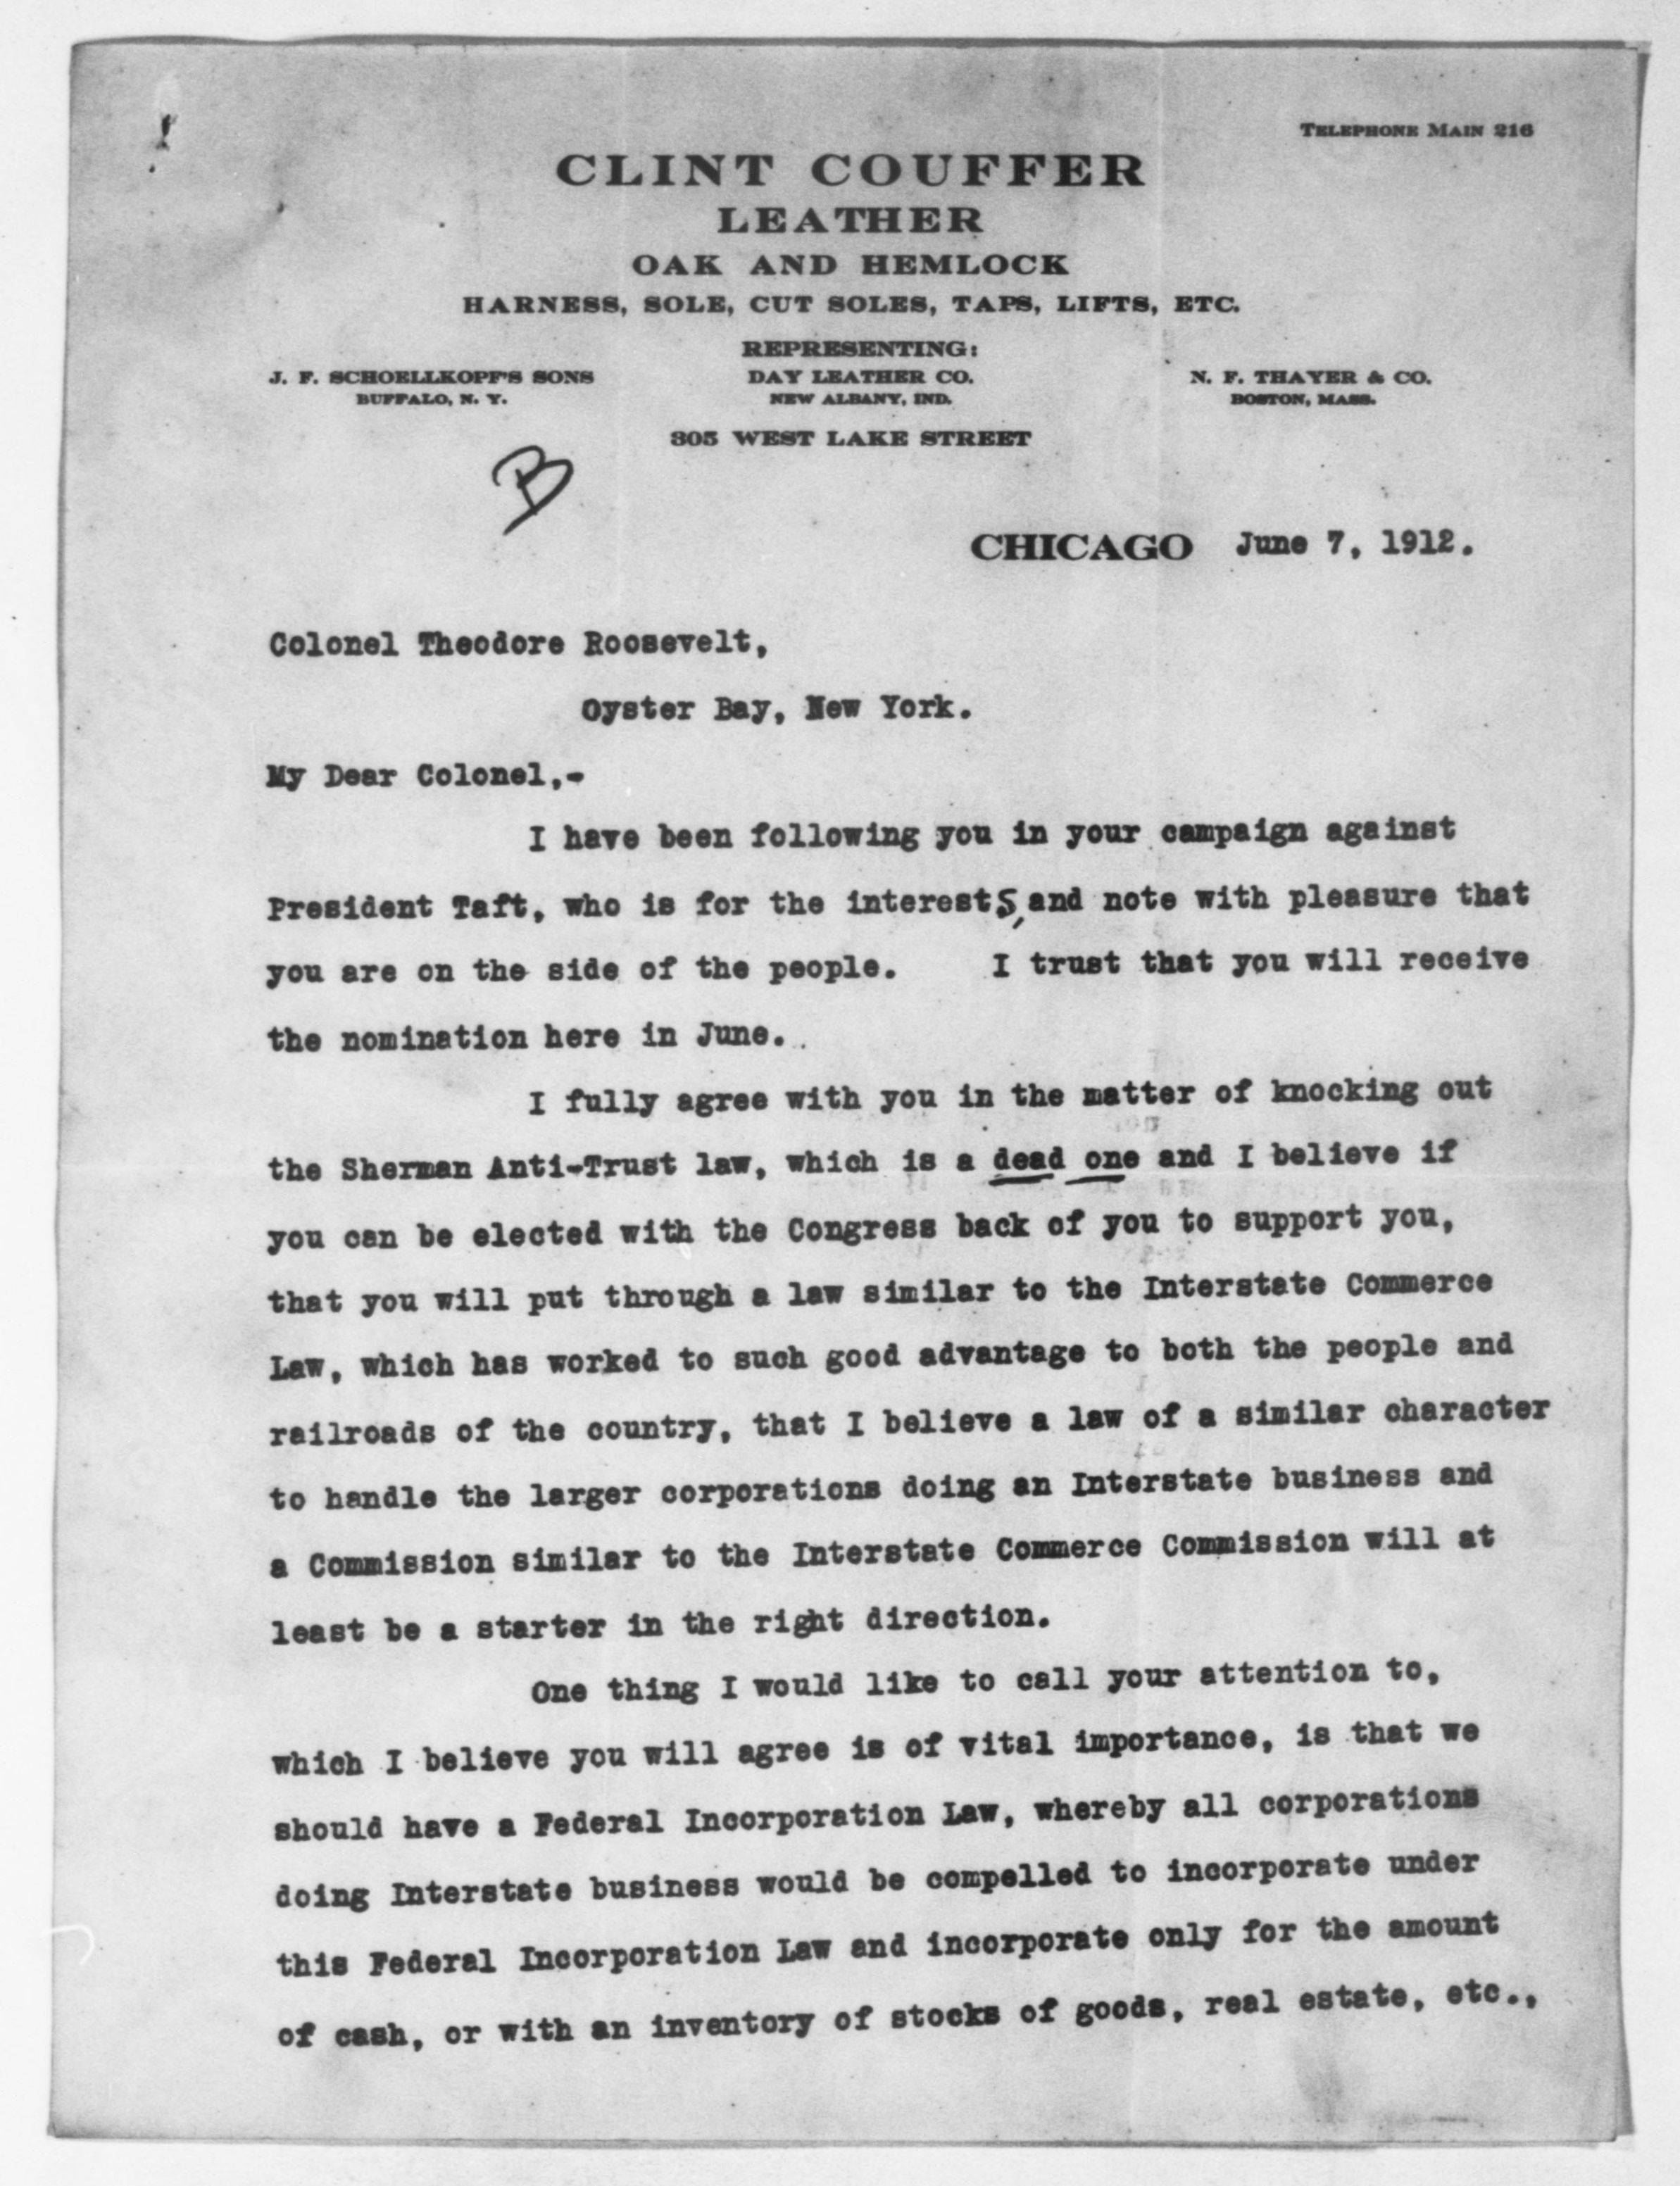 TELEPHONE MAIN 216
CLINT COUFFER
LEATHER
OAK AND HEMLOCK
HARNESS, SOLE, CUT SOLES, TAPS, LIFTS, ETC.
REPRESENTING:
J. F. SCHOELLKOPF'S SONS DAY LEATHER CO. N. F. THAYER & CO.
BUFFALO, N. Y. NEW ALBANY, IND. BOSTON, MASS.
305 WEST LAKE STREET
B
CHICAGO June 7, 1912.
Colonel Theodore Roosevelt,
Oyster Bay, New York.
My Dear Colonel,-
I have been following you in your campaign against
President Taft, who is for the interests, and note with pleasure that
you are on the side of the people. I trust that you will receive
the nomination here in June.
I fully agree with you in the matter of knocking out
the Sherman Anti-Trust law, which is a dead one and I believe if
you can be elected with the Congress back of you to support you,
that you will put through a law similar to the Interstate Commerce
Law, which has worked to such good advantage to both the people and
railroads of the country, that I believe a law of a similar character
to handle the larger corporations doing an Interstate business and
a Commission similar to the Interstate Commerce Commission will at
least be a starter in the right direction.
One thing I would like to call your attention to,
which I believe you will agree is of vital importance, is that we
should have a Federal Incorporation Law, whereby all corporations
doing Interstate business would be compelled to incorporate under
this Federal Incorporation Law and incorporate only for the amount
of cash, or with an inventory of stocks of goods, real estate, etc.,